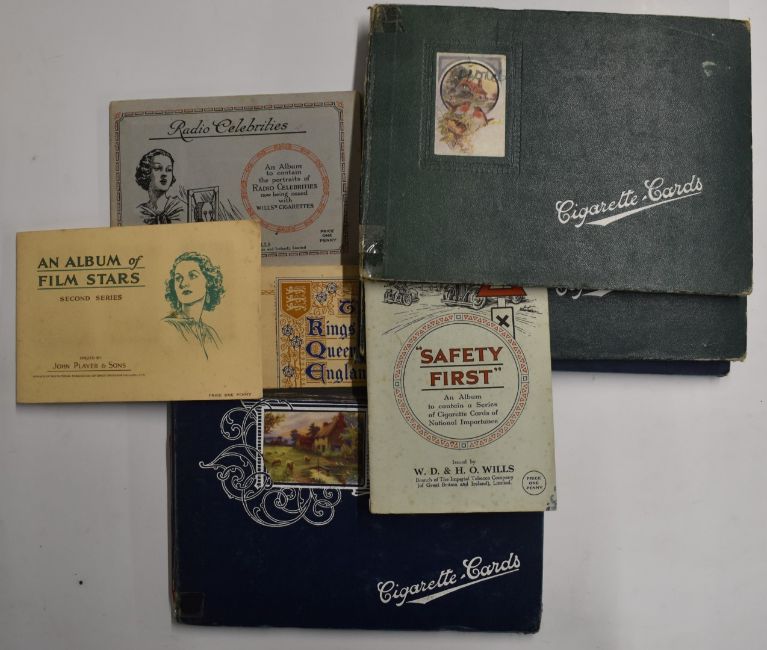 Radio Celebrities
An Album
to contain
the portraits of
RADIO CELEBRITIES
now being issued
with
WILLS'S CIGARETTES
PRICE
ONE
PENNY
AN ALBUM of
FILM STARS
SECOND SERIES
ISSUED BY
JOHN PLAYER & SONS
PRICE ONE PENNY
Kings
Queen
England
Cigarette-Cards
"SAFETY
FIRST"
An Album
to contain a Series
of Cigarette Cards of
National Importance
Issued by
W. D. & H. O. WILLS
Branch of The Imperial Tobacco Company
(of Great Britain and Ireland), Limited.
PRICE
ONE
PENNY
Cigarette-Cards